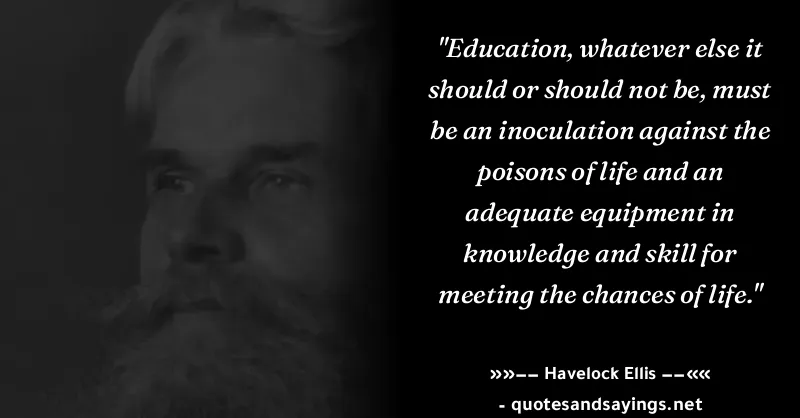 "Education, whatever else it
should or should not be, must
be an inoculation against the
poisons of life and an
adequate equipment in
knowledge and skill for
meeting the chances of life."
»»–– Havelock Ellis ––««
- quotesandsayings.net